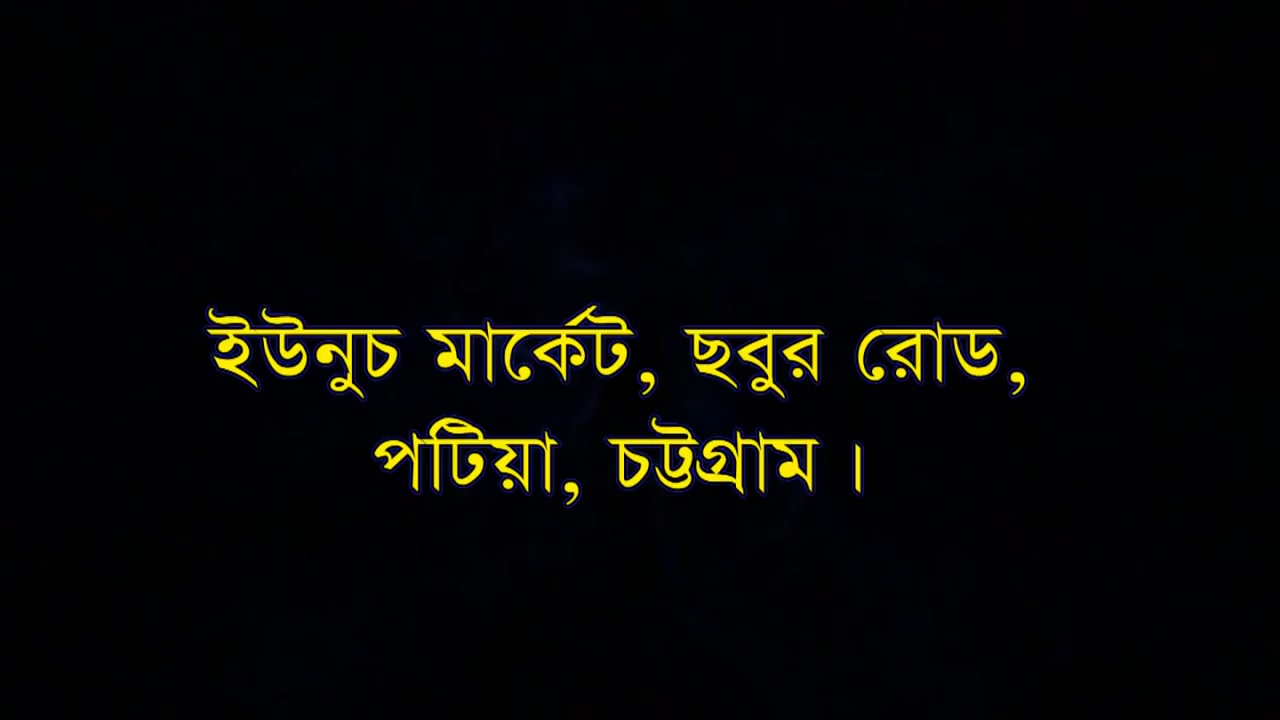 ইউনুচ মার্কেট, ছবুর রোড,
পটিয়া, চট্টগ্রাম ।